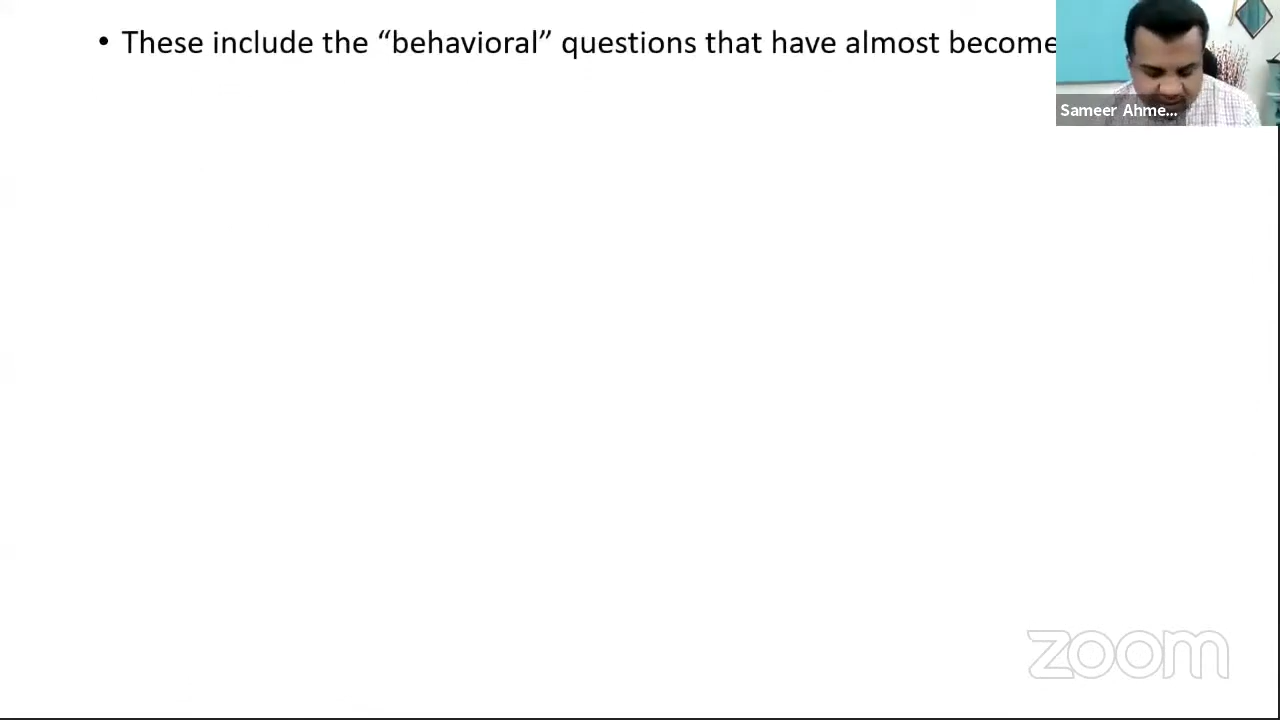 • These include the “behavioral” questions that have almost become
Sameer Ahme...
zoom